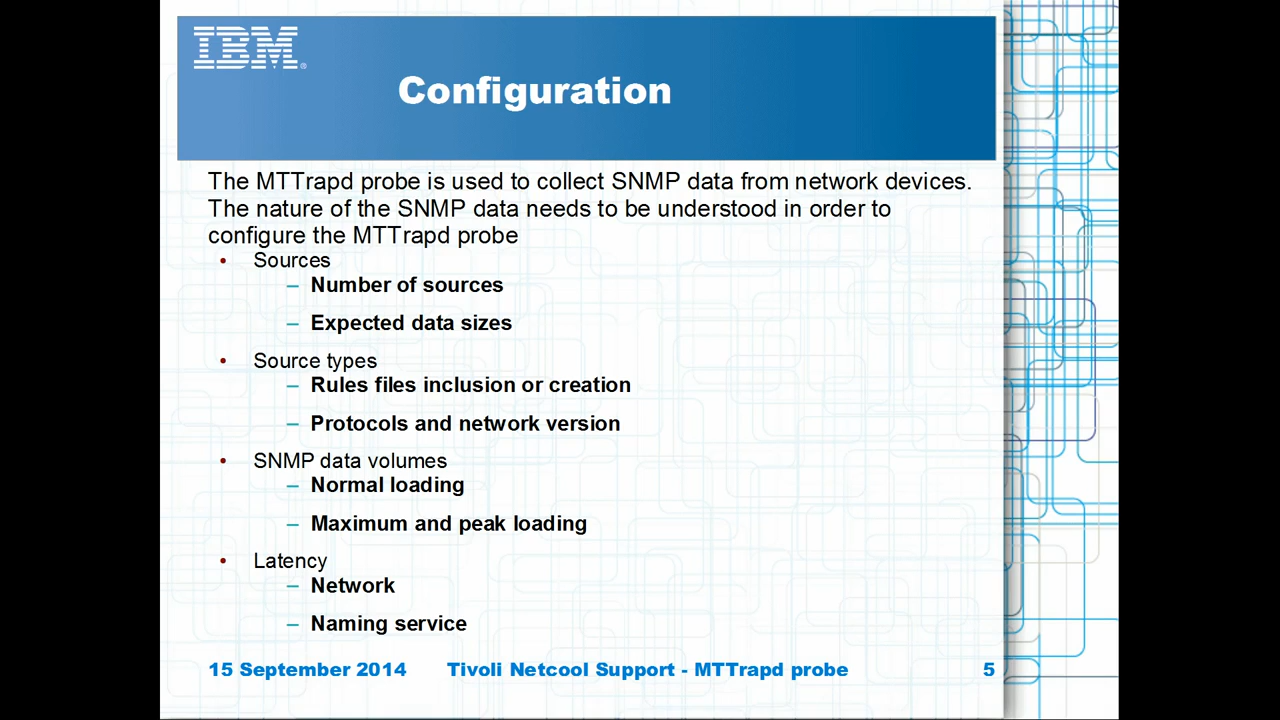 IBM®
Configuration
The MTTrapd probe is used to collect SNMP data from network devices.
The nature of the SNMP data needs to be understood in order to
configure the MTTrapd probe
• Sources
– Number of sources
– Expected data sizes
• Source types
– Rules files inclusion or creation
– Protocols and network version
• SNMP data volumes
– Normal loading
– Maximum and peak loading
• Latency
– Network
– Naming service
15 September 2014 Tivoli Netcool Support - MTTrapd probe 5